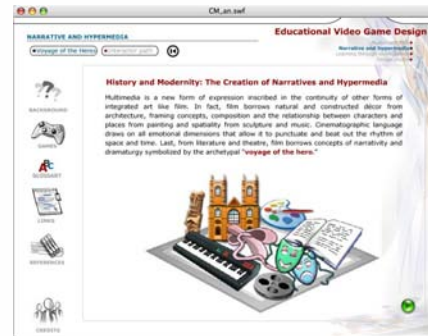 CM_an.swf
Educational Video Game Design
NARRATIVE AND HYPERMEDIA
Voyage of the Hero
Narrative and hypermedia
History and Modernity: The Creation of Narratives and Hypermedia
Multimedia is a new form of expression inscribed in the continuity of other forms of
integrated art like film. In fact, film borrows natural and constructed décor from
architecture, framing concepts, composition and the relationship between characters and
places from painting and spatiality from sculpture and music. Cinematographic language
draws on all emotional dimensions that allow it to punctuate and beat out the rhythm of
space and time. Last, from literature and theatre, film borrows concepts of narrativity and
dramaturgy symbolized by the archetypal "voyage of the hero."
BACKGROUND
GAMES
GLOSSARY
LINKS
REFERENCES
CREDITS